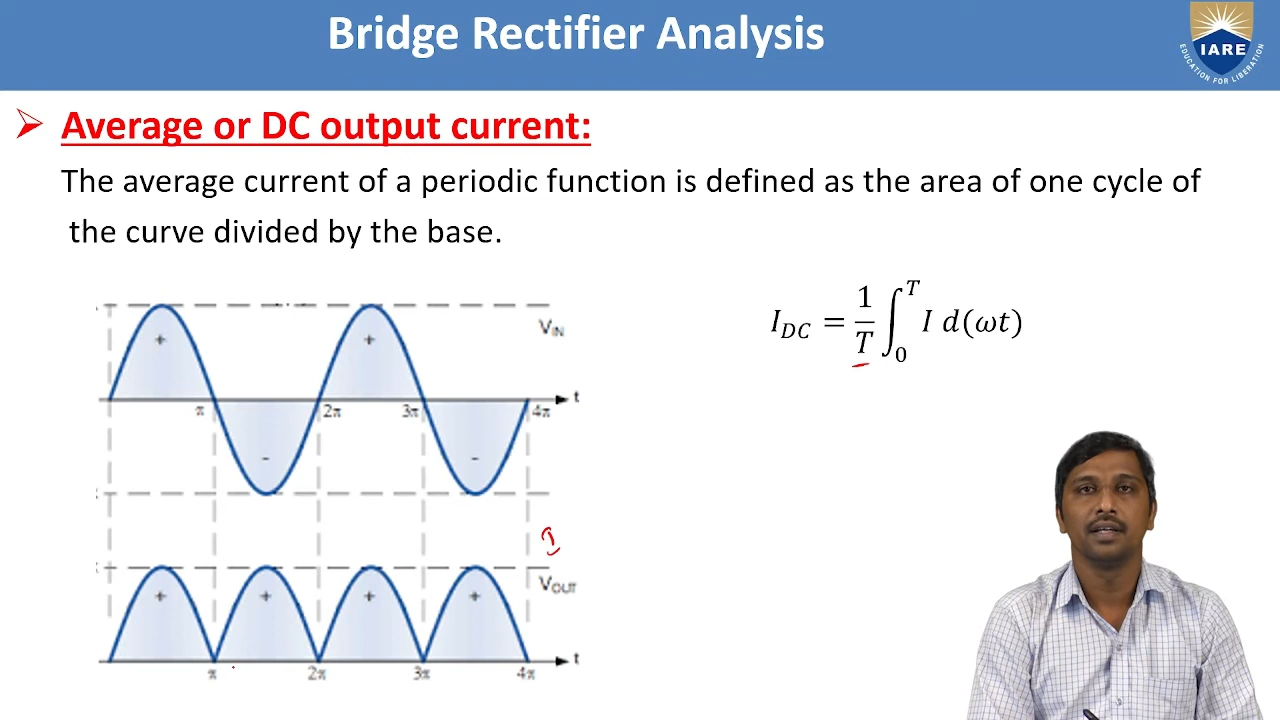 Bridge Rectifier Analysis
IARE
EDUCATION FOR LIBERATION
➢ Average or DC output current:
The average current of a periodic function is defined as the area of one cycle of
the curve divided by the base.
V_IN
+ +
t
π 2π 3π 4π
- -
I_DC = 1/T ∫_0^T I d(ωt)
V_OUT
+ + + +
t
π 2π 3π 4π